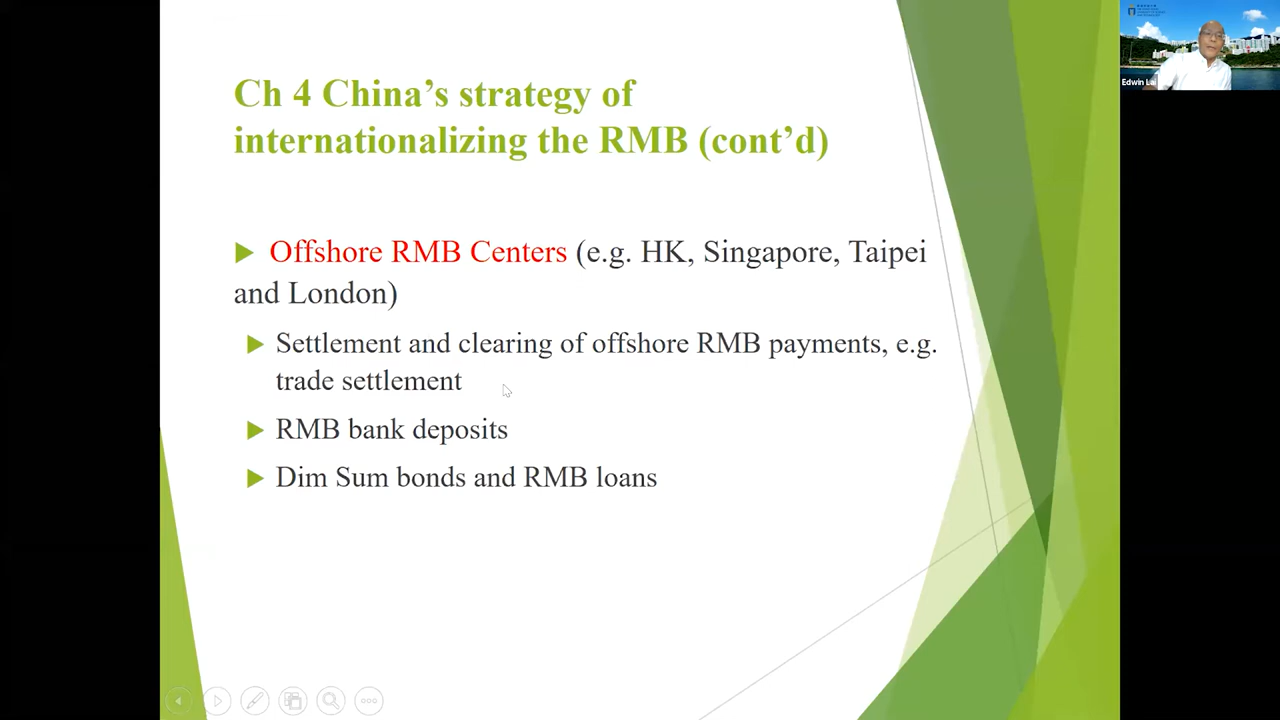 Ch 4 China's strategy of
internationalizing the RMB (cont'd)
Offshore RMB Centers (e.g. HK, Singapore, Taipei
and London)
Settlement and clearing of offshore RMB payments, e.g.
trade settlement
RMB bank deposits
Dim Sum bonds and RMB loans
Edwin Lai